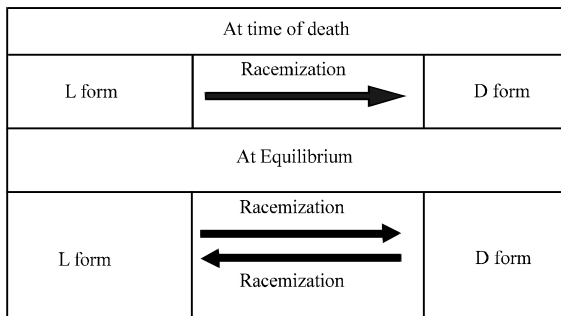 At time of death
Racemization
L form
D form
At Equilibrium
Racemization
L form
D form
Racemization